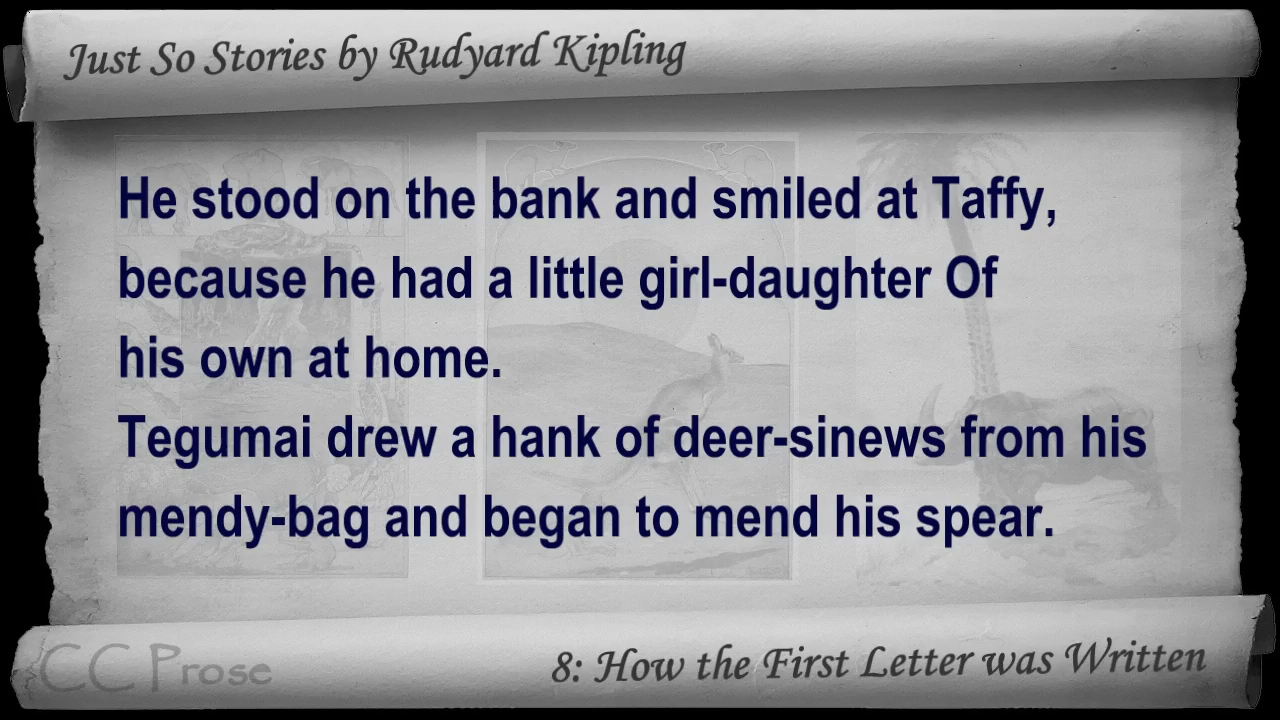 Just So Stories by Rudyard Kipling
He stood on the bank and smiled at Taffy,
because he had a little girl-daughter Of
his own at home.
Tegumai drew a hank of deer-sinews from his
mendy-bag and began to mend his spear.
CC Prose
8: How the First Letter was Written